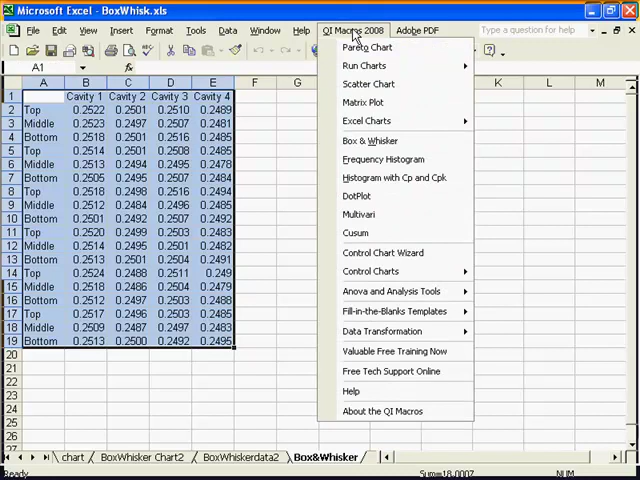 Microsoft Excel - BoxWhisk.xls
File Edit View Insert Format Tools Data Window Help QI Macros 2008 Adobe PDF Type a question for help
A1 fx
A B C D E F G K L M
1 Cavity 1 Cavity 2 Cavity 3 Cavity 4
2 Top 0.2522 0.2501 0.2510 0.2489
3 Middle 0.2523 0.2497 0.2507 0.2481
4 Bottom 0.2518 0.2501 0.2516 0.2485
5 Top 0.2514 0.2501 0.2508 0.2485
6 Middle 0.2513 0.2494 0.2495 0.2478
7 Bottom 0.2505 0.2495 0.2507 0.2484
8 Top 0.2518 0.2498 0.2516 0.2494
9 Middle 0.2512 0.2484 0.2496 0.2485
10 Bottom 0.2501 0.2492 0.2507 0.2492
11 Top 0.2520 0.2499 0.2503 0.2483
12 Middle 0.2514 0.2495 0.2501 0.2482
13 Bottom 0.2513 0.2501 0.2504 0.2491
14 Top 0.2524 0.2488 0.2511 0.249
15 Middle 0.2518 0.2486 0.2504 0.2479
16 Bottom 0.2512 0.2497 0.2503 0.2488
17 Top 0.2517 0.2496 0.2503 0.2485
18 Middle 0.2509 0.2487 0.2497 0.2483
19 Bottom 0.2513 0.2500 0.2492 0.2495
20
21
22
23
24
25
26
27
Pareto Chart
Run Charts
Scatter Chart
Matrix Plot
Excel Charts
Box & Whisker
Frequency Histogram
Histogram with Cp and Cpk
DotPlot
Multivari
Cusum
Control Chart Wizard
Control Charts
Anova and Analysis Tools
Fill-in-the-Blanks Templates
Data Transformation
Valuable Free Training Now
Free Tech Support Online
Help
About the QI Macros
chart BoxWhisker Chart2 BoxWhiskerdata2 Box&Whisker
Ready Sum=18.0007